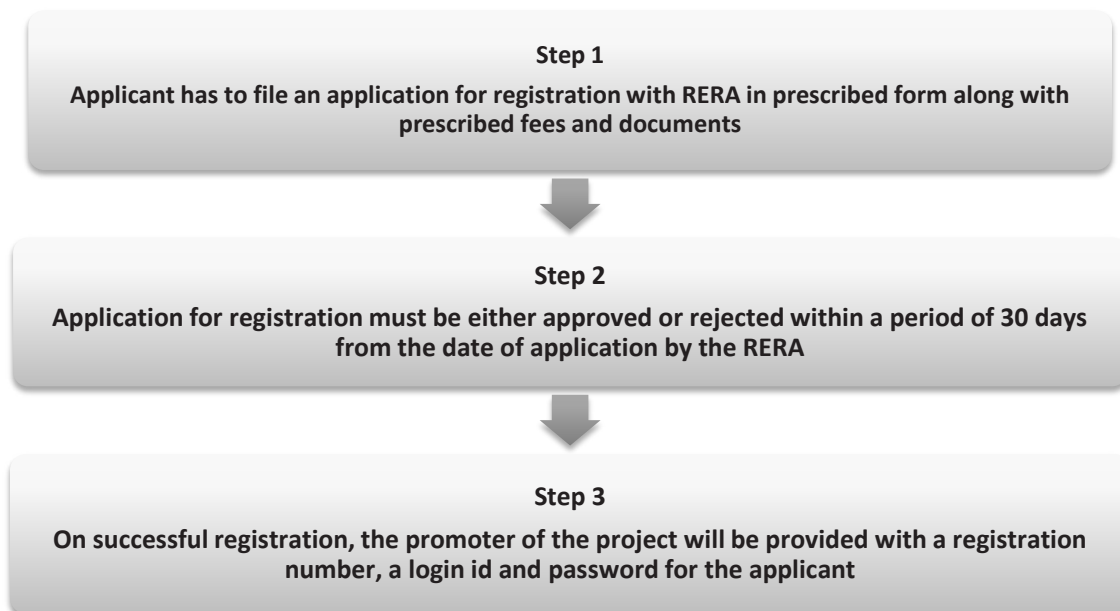 Step 1
Applicant has to file an application for registration with RERA in prescribed form along with
prescribed fees and documents
Step 2
Application for registration must be either approved or rejected within a period of 30 days
from the date of application by the RERA
Step 3
On successful registration, the promoter of the project will be provided with a registration
number, a login id and password for the applicant